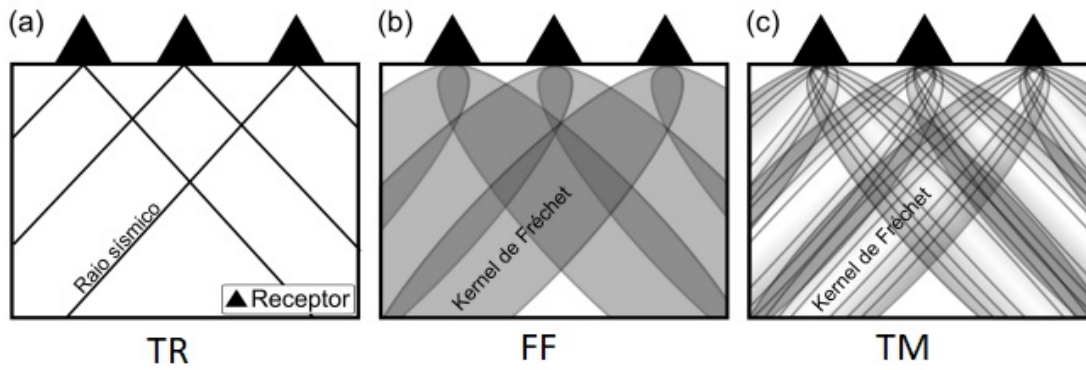 (a)
(b)
(c)
Raio sísmico
Receptor
Kernel de Fréchet
Kernel de Fréchet
TR
FF
TM